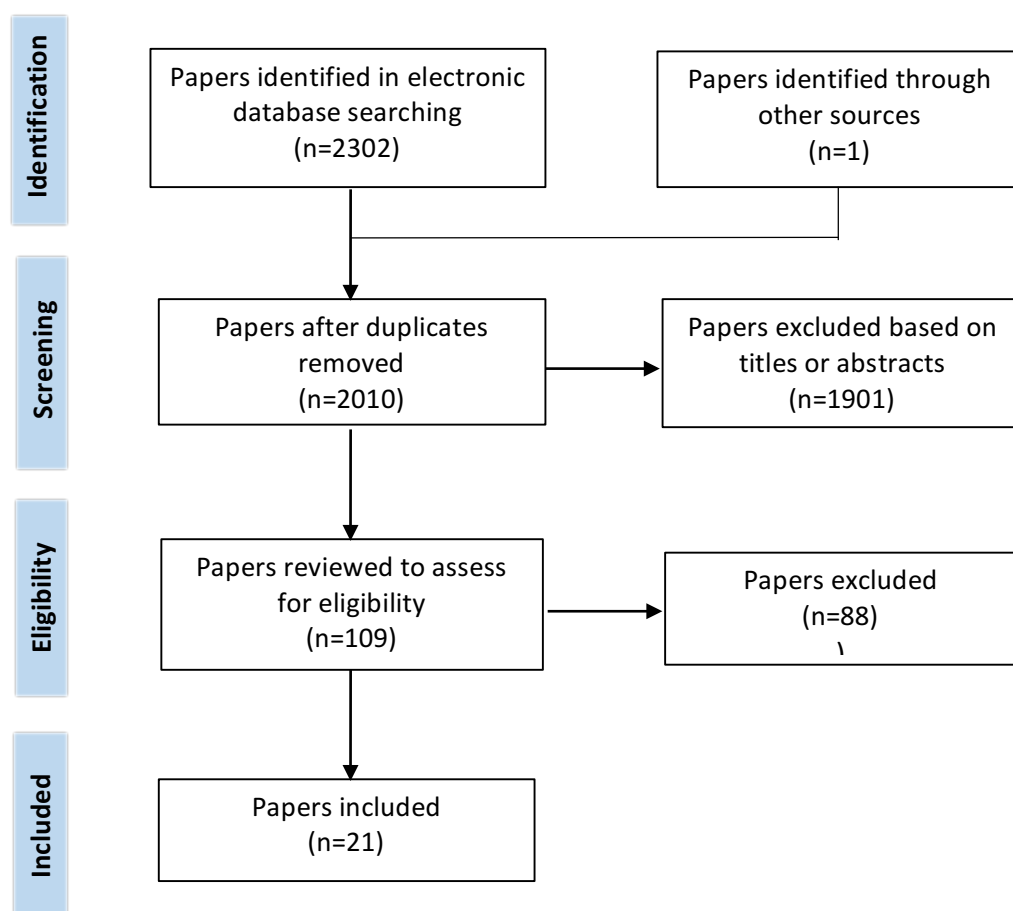 Identification
Papers identified in electronic
database searching
(n=2302)
Papers identified through
other sources
(n=1)
Screening
Papers after duplicates
removed
(n=2010)
Papers excluded based on
titles or abstracts
(n=1901)
Eligibility
Papers reviewed to assess
for eligibility
(n=109)
Papers excluded
(n=88)
)
Included
Papers included
(n=21)